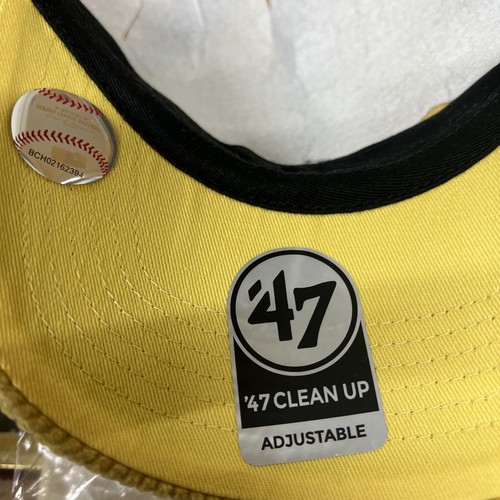 BCH02162394
'47
'47 CLEAN UP
ADJUSTABLE